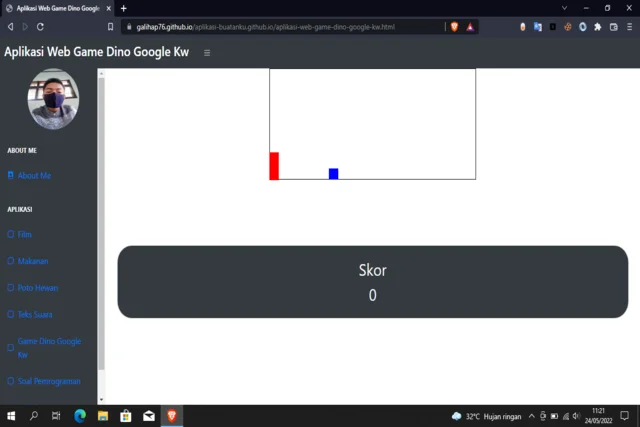 Aplikasi Web Game Dino Google
galihap76.github.io/aplikasi-buatanku.github.io/aplikasi-web-game-dino-google-kw.html
Aplikasi Web Game Dino Google Kw
ABOUT ME
About Me
APLIKASI
Film
Makanan
Poto Hewan
Teks Suara
Game Dino Google
Kw
Soal Pemrograman
Skor
0
32°C Hujan ringan
11:21
24/05/2022